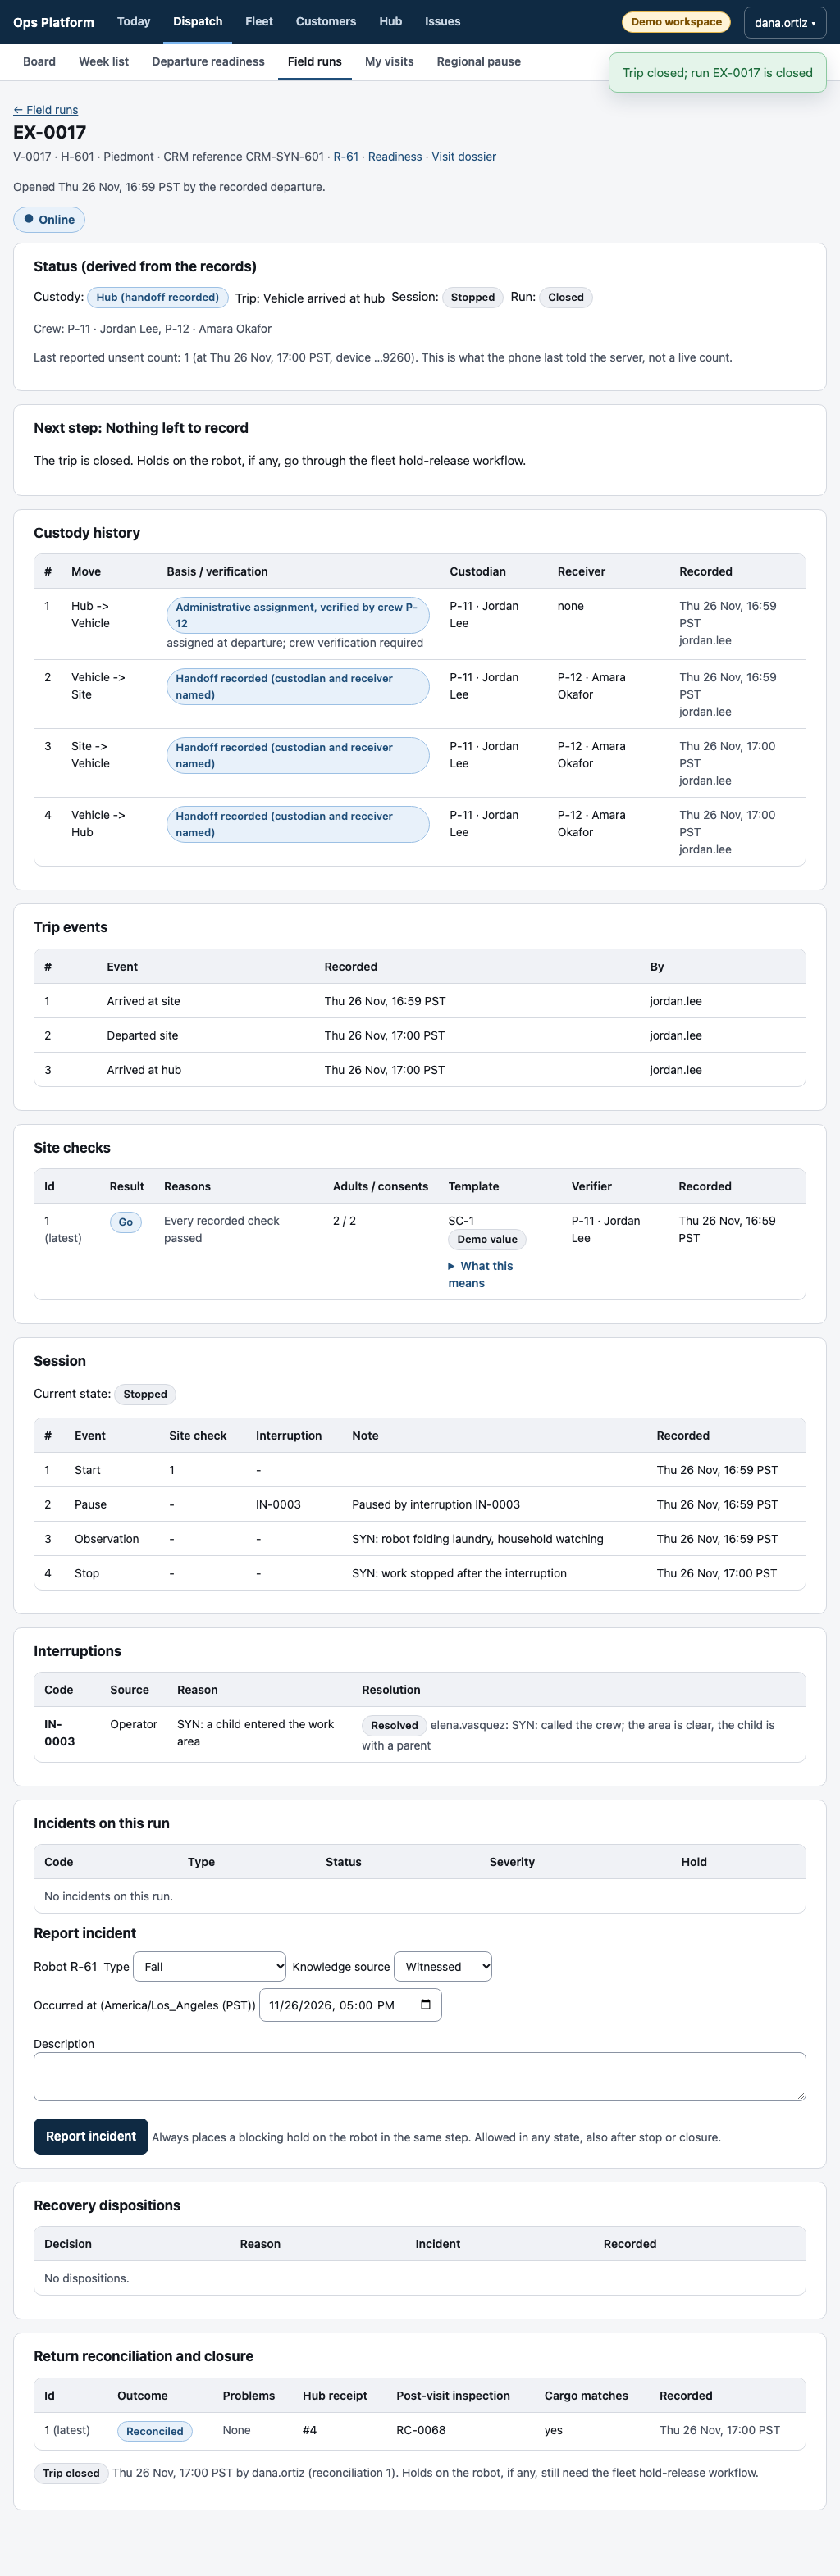 Ops Platform Today Dispatch Fleet Customers Hub Issues Demo workspace dana.ortiz ▾
Board Week list Departure readiness Field runs My visits Regional pause
Trip closed; run EX-0017 is closed
← Field runs
EX-0017
V-0017 · H-601 · Piedmont · CRM reference CRM-SYN-601 · R-61 · Readiness · Visit dossier
Opened Thu 26 Nov, 16:59 PST by the recorded departure.
Online
Status (derived from the records)
Custody: Hub (handoff recorded) Trip: Vehicle arrived at hub Session: Stopped Run: Closed
Crew: P-11 · Jordan Lee, P-12 · Amara Okafor
Last reported unsent count: 1 (at Thu 26 Nov, 17:00 PST, device …9260). This is what the phone last told the server, not a live count.
Next step: Nothing left to record
The trip is closed. Holds on the robot, if any, go through the fleet hold-release workflow.
Custody history
# Move Basis / verification Custodian Receiver Recorded
1 Hub -> Administrative assignment, verified by crew P- P-11 · Jordan none Thu 26 Nov, 16:59
Vehicle 12 Lee PST
assigned at departure; crew verification required jordan.lee
2 Vehicle -> Handoff recorded (custodian and receiver P-11 · Jordan P-12 · Amara Thu 26 Nov, 16:59
Site named) Lee Okafor PST
jordan.lee
3 Site -> Handoff recorded (custodian and receiver P-11 · Jordan P-12 · Amara Thu 26 Nov, 17:00
Vehicle named) Lee Okafor PST
jordan.lee
4 Vehicle -> Handoff recorded (custodian and receiver P-11 · Jordan P-12 · Amara Thu 26 Nov, 17:00
Hub named) Lee Okafor PST
jordan.lee
Trip events
# Event Recorded By
1 Arrived at site Thu 26 Nov, 16:59 PST jordan.lee
2 Departed site Thu 26 Nov, 17:00 PST jordan.lee
3 Arrived at hub Thu 26 Nov, 17:00 PST jordan.lee
Site checks
Id Result Reasons Adults / consents Template Verifier Recorded
1 Go Every recorded check 2 / 2 SC-1 P-11 · Jordan Thu 26 Nov, 16:59
(latest) passed Demo value Lee PST
▶ What this
means
Session
Current state: Stopped
# Event Site check Interruption Note Recorded
1 Start 1 - Thu 26 Nov, 16:59 PST
2 Pause - IN-0003 Paused by interruption IN-0003 Thu 26 Nov, 16:59 PST
3 Observation - - SYN: robot folding laundry, household watching Thu 26 Nov, 16:59 PST
4 Stop - - SYN: work stopped after the interruption Thu 26 Nov, 17:00 PST
Interruptions
Code Source Reason Resolution
IN- Operator SYN: a child entered the work Resolved elena.vasquez: SYN: called the crew; the area is clear, the child is
0003 area with a parent
Incidents on this run
Code Type Status Severity Hold
No incidents on this run.
Report incident
Robot R-61 Type Fall Knowledge source Witnessed
Occurred at (America/Los_Angeles (PST)) 11/26/2026, 05:00 PM
Description
Report incident Always places a blocking hold on the robot in the same step. Allowed in any state, also after stop or closure.
Recovery dispositions
Decision Reason Incident Recorded
No dispositions.
Return reconciliation and closure
Id Outcome Problems Hub receipt Post-visit inspection Cargo matches Recorded
1 (latest) Reconciled None #4 RC-0068 yes Thu 26 Nov, 17:00 PST
Trip closed Thu 26 Nov, 17:00 PST by dana.ortiz (reconciliation 1). Holds on the robot, if any, still need the fleet hold-release workflow.